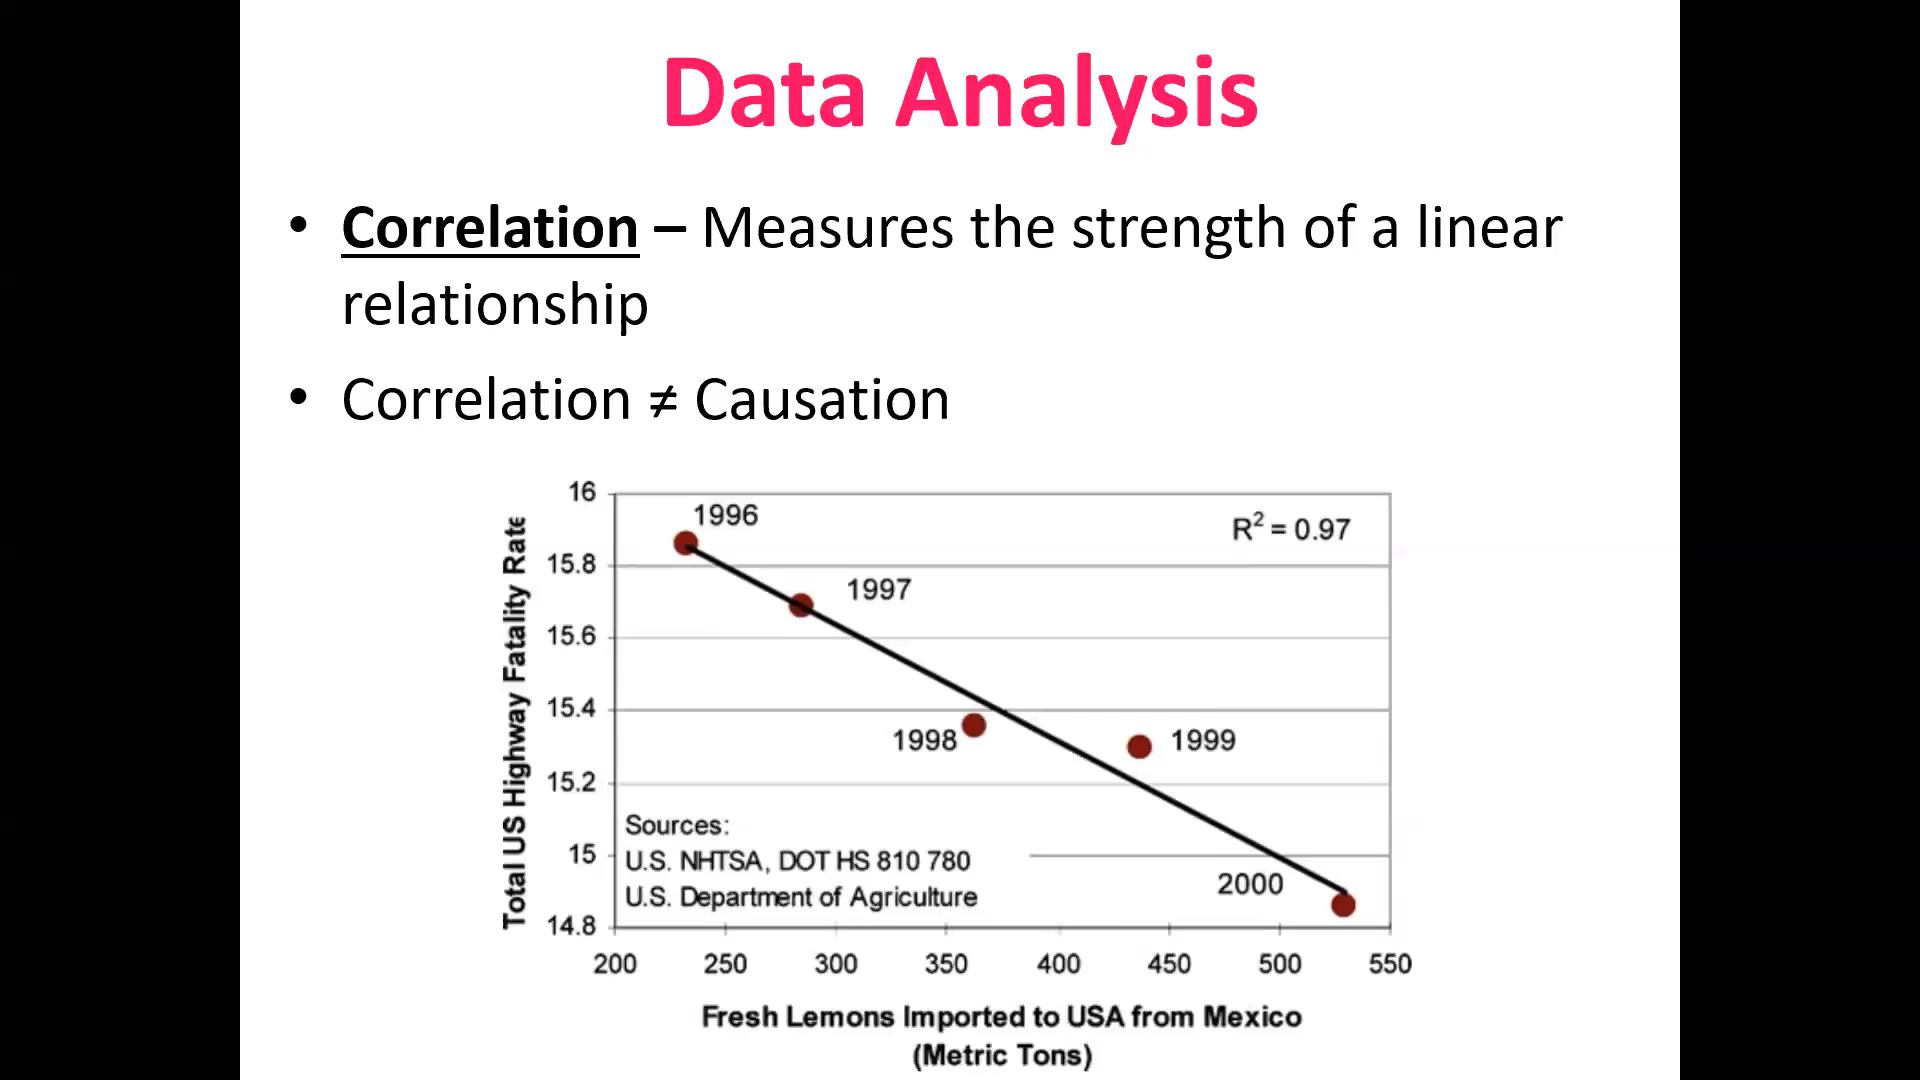 Data Analysis
• Correlation – Measures the strength of a linear
relationship
• Correlation ≠ Causation
Total US Highway Fatality Rate
16
15.8
15.6
15.4
15.2
15
14.8
1996
R² = 0.97
1997
1998
1999
2000
Sources:
U.S. NHTSA, DOT HS 810 780
U.S. Department of Agriculture
200 250 300 350 400 450 500 550
Fresh Lemons Imported to USA from Mexico
(Metric Tons)